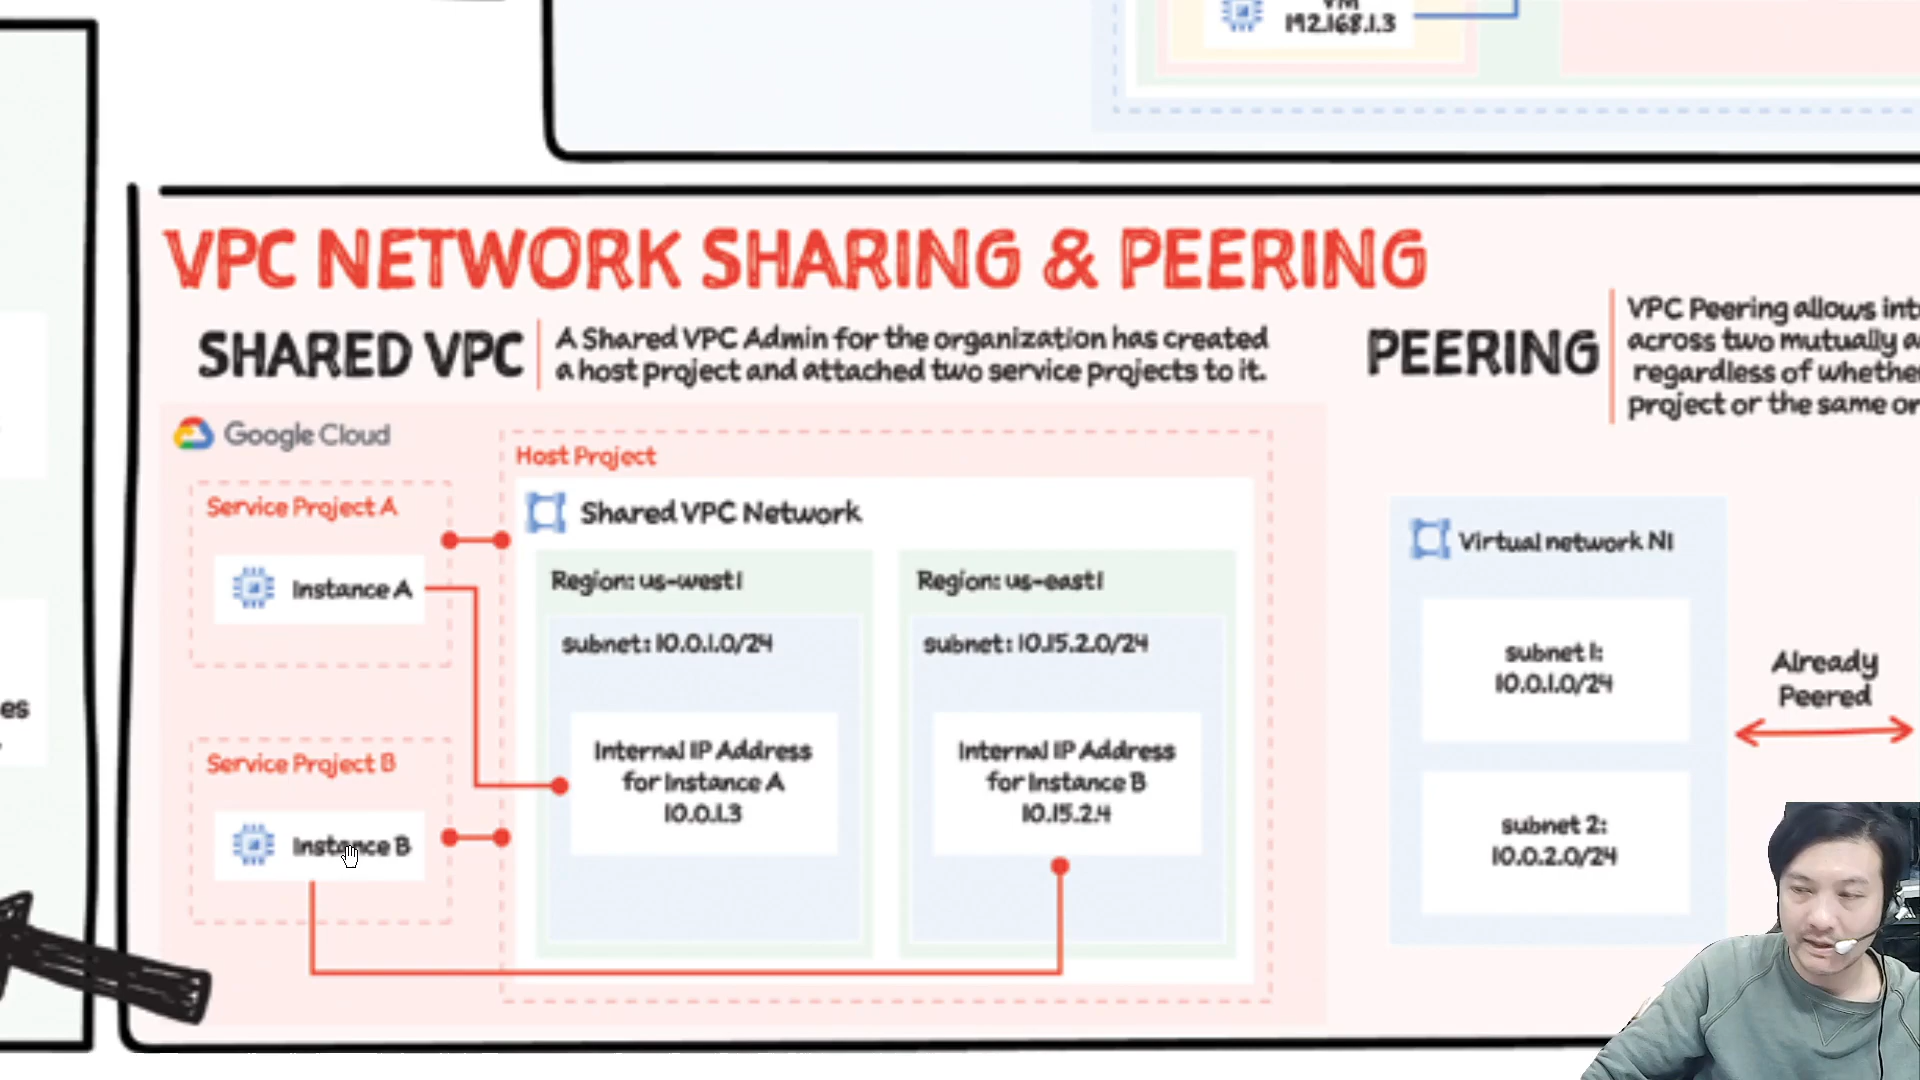 VM
192.168.1.3
VPC NETWORK SHARING & PEERING
SHARED VPC
A Shared VPC Admin for the organization has created
a host project and attached two service projects to it.
PEERING
VPC Peering allows int
across two mutually a
regardless of whether
project or the same or
Google Cloud
Host Project
Service Project A
Shared VPC Network
Instance A
Region: us-west1
Region: us-east1
subnet: 10.0.1.0/24
subnet: 10.15.2.0/24
Internal IP Address
for Instance A
10.0.1.3
Internal IP Address
for Instance B
10.15.2.4
Service Project B
Instance B
Virtual network N1
subnet 1:
10.0.1.0/24
Already
Peered
subnet 2:
10.0.2.0/24
es